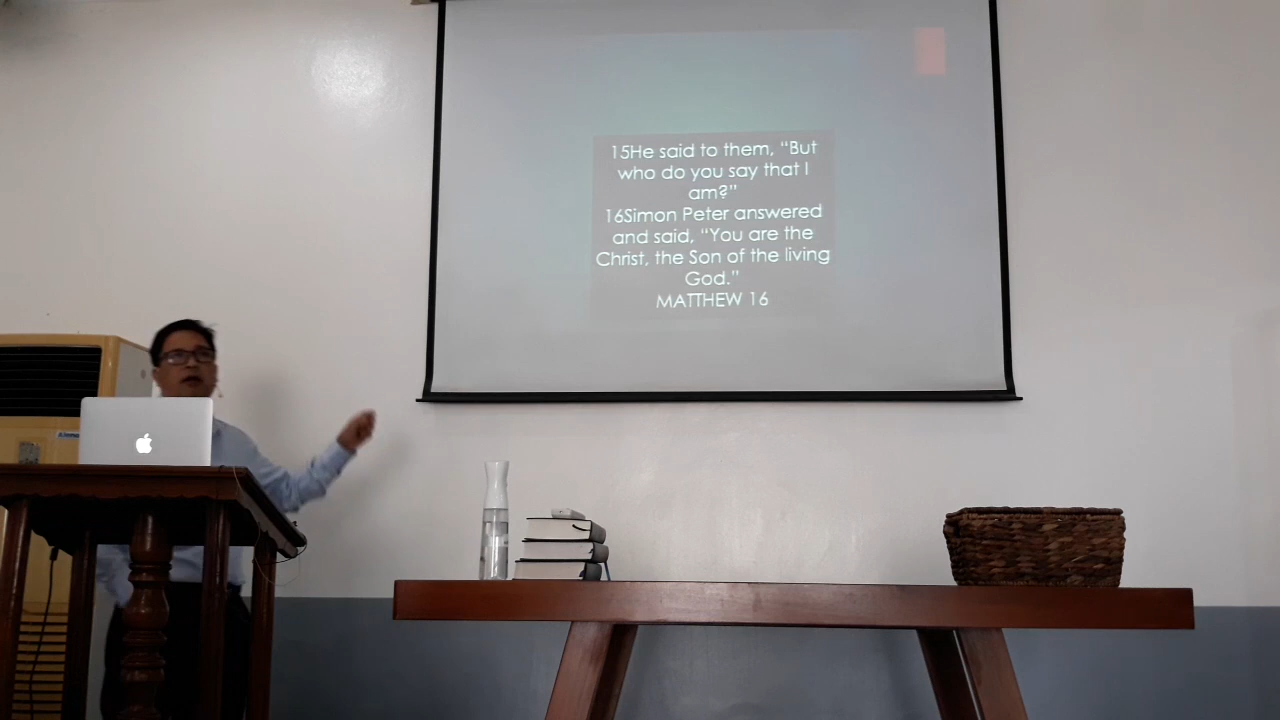 15He said to them, “But
who do you say that I
am?”
16Simon Peter answered
and said, “You are the
Christ, the Son of the living
God.”
MATTHEW 16